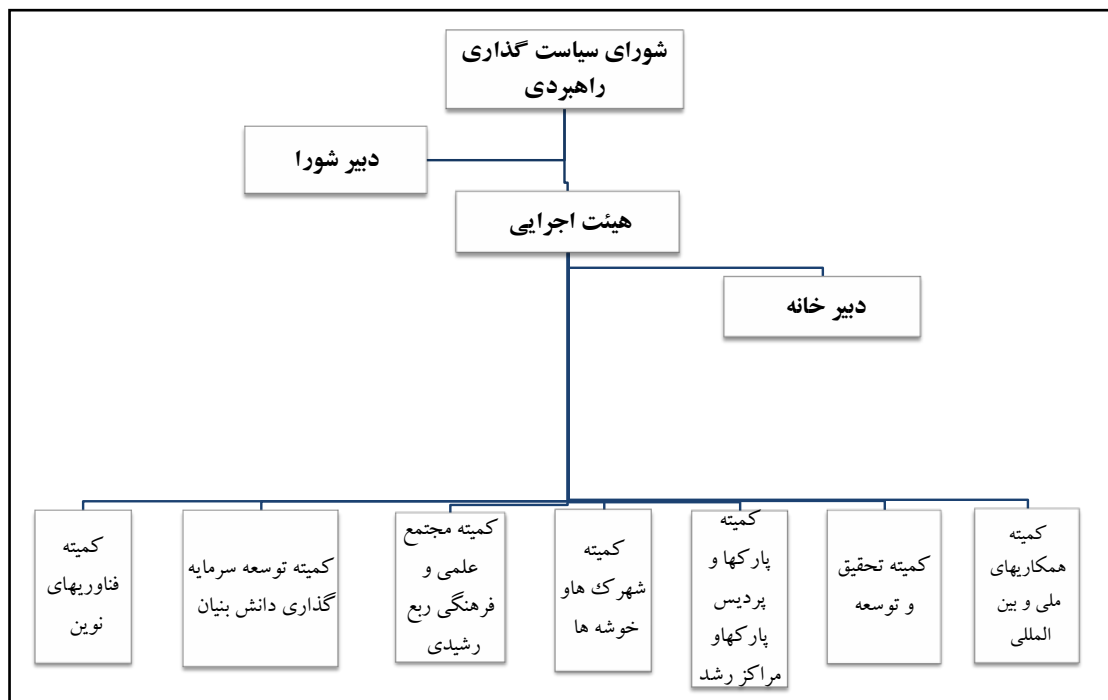 شورای سیاست گذاری
راهبردی
دبیر شورا
هیئت اجرایی
دبیر خانه
کمیته
همکاریهای
ملی و بین
المللی
کمیته تحقیق
و توسعه
کمیته
پارکها و
پردیس
پارکهاو
مراکز رشد
کمیته
شهرک هاو
خوشه ها
کمیته مجتمع
علمی و
فرهنگی ربع
رشیدی
کمیته توسعه سرمایه
گذاری دانش بنیان
کمیته
فناوریهای
نوین